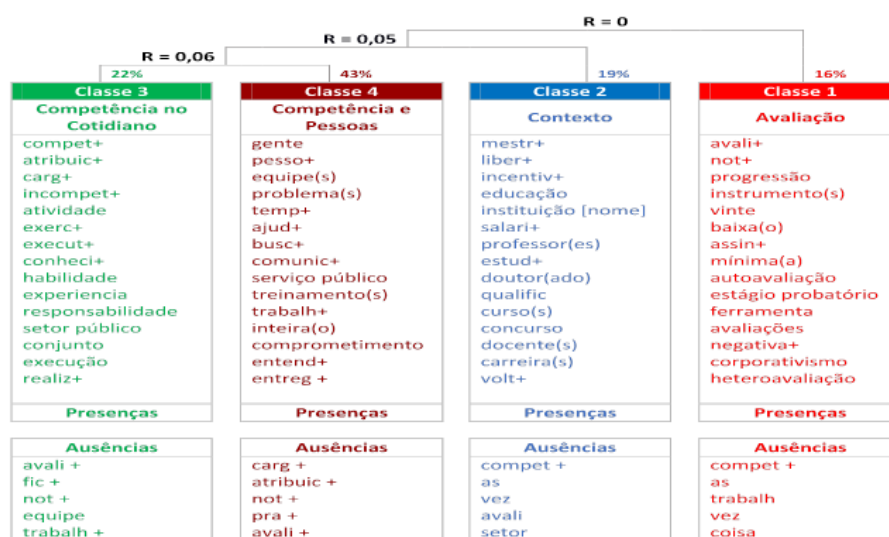 R = 0
R = 0,05
R = 0,06
22%
43%
19%
16%
Classe 3
Competência no
Cotidiano
compet+
atribuic+
carg+
incompet+
atividade
exerc+
execut+
conheci+
habilidade
experiencia
responsabilidade
setor público
conjunto
execução
realiz+
Presenças
Ausências
avali +
fic +
not +
equipe
trabalh +
Classe 4
Competência e
Pessoas
gente
pesso+
equipe(s)
problema(s)
temp+
ajud+
busc+
comunic+
serviço público
treinamento(s)
trabalh+
inteira(o)
comprometimento
entend+
entreg +
Presenças
Ausências
carg +
atribuic +
not +
pra +
avali +
Classe 2
Contexto
mestr+
liber+
incentiv+
educação
instituição [nome]
salari+
professor(es)
estud+
doutor(ado)
qualific
curso(s)
concurso
docente(s)
carreira(s)
volt+
Presenças
Ausências
compet +
as
vez
avali
setor
Classe 1
Avaliação
avali+
not+
progressão
instrumento(s)
vinte
baixa(o)
assin+
mínima(a)
autoavaliação
estágio probatório
ferramenta
avaliações
negativa+
corporativismo
heteroavaliação
Presenças
Ausências
compet +
as
trabalh
vez
coisa